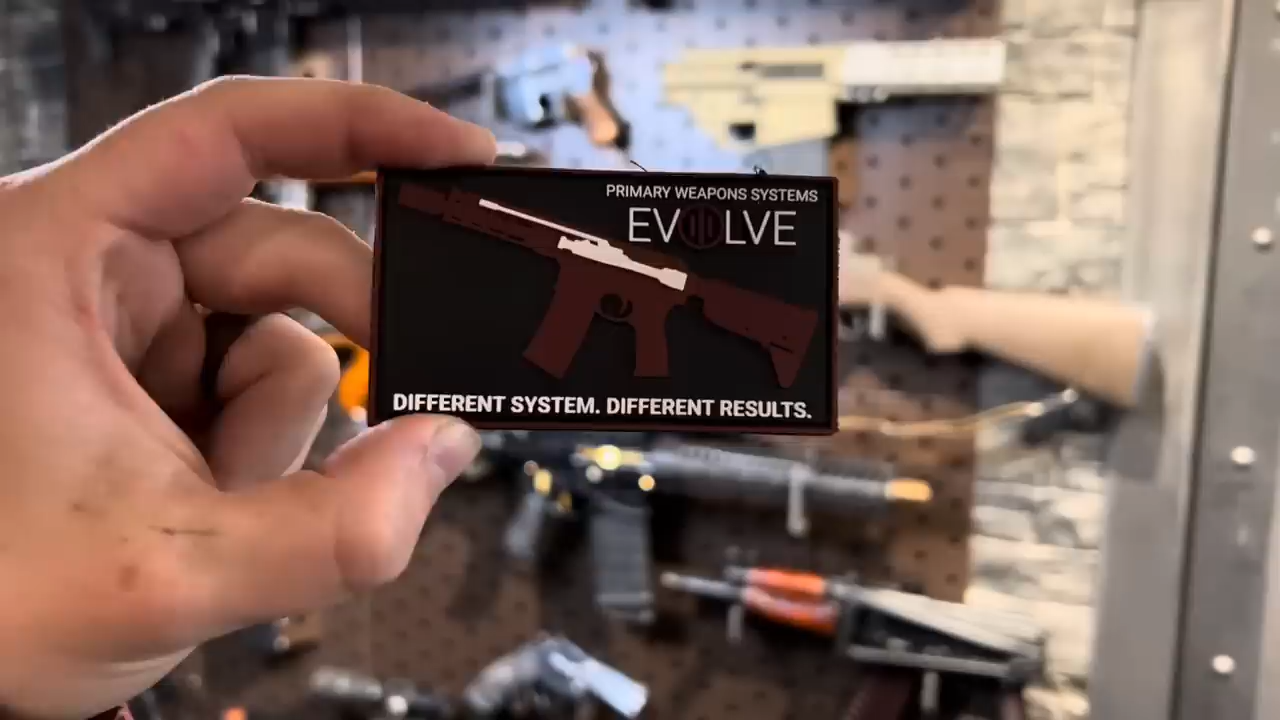 PRIMARY WEAPONS SYSTEMS
EVOLVE
DIFFERENT SYSTEM. DIFFERENT RESULTS.